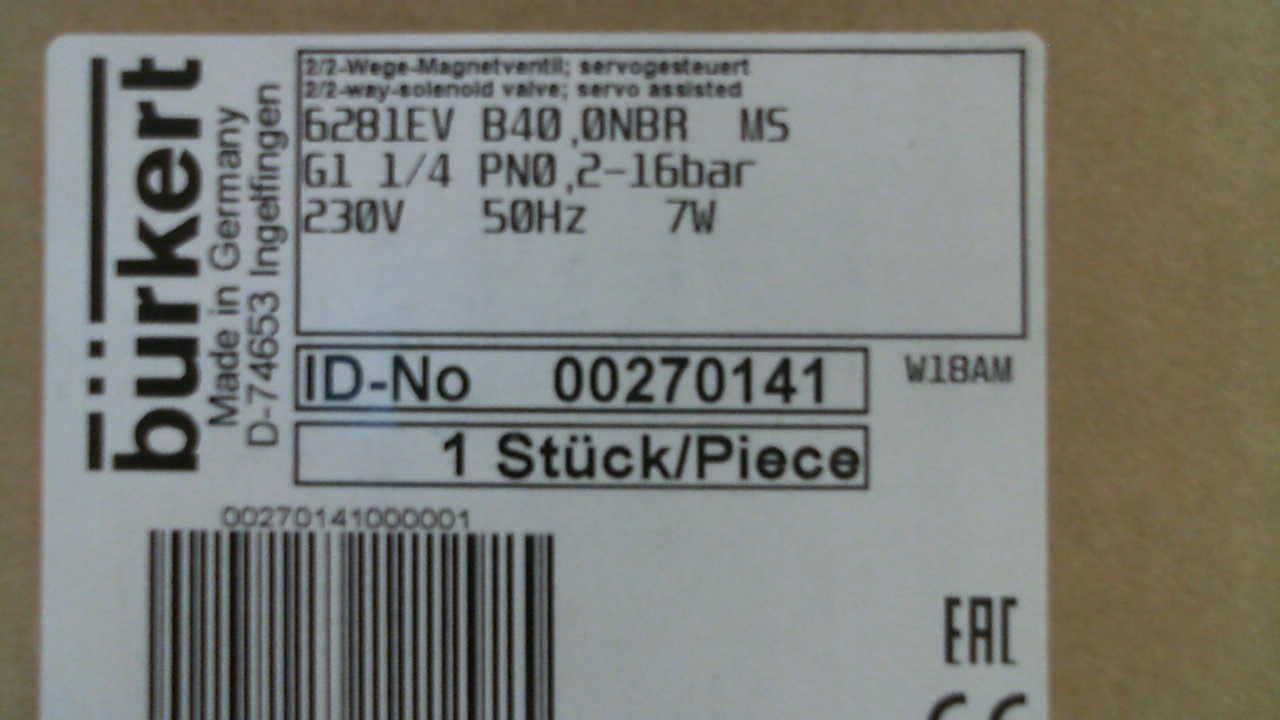 bürkert
Made in Germany
D-74653 Ingelfingen
2/2-Wege-Magnetventil; servogesteuert
2/2-way-solenoid valve; servo assisted
6281EV B40,0NBR MS
G1 1/4 PN0,2-16bar
230V 50Hz 7W
ID-No 00270141
W18AM
1 Stück/Piece
00270141000001
EAC
CE